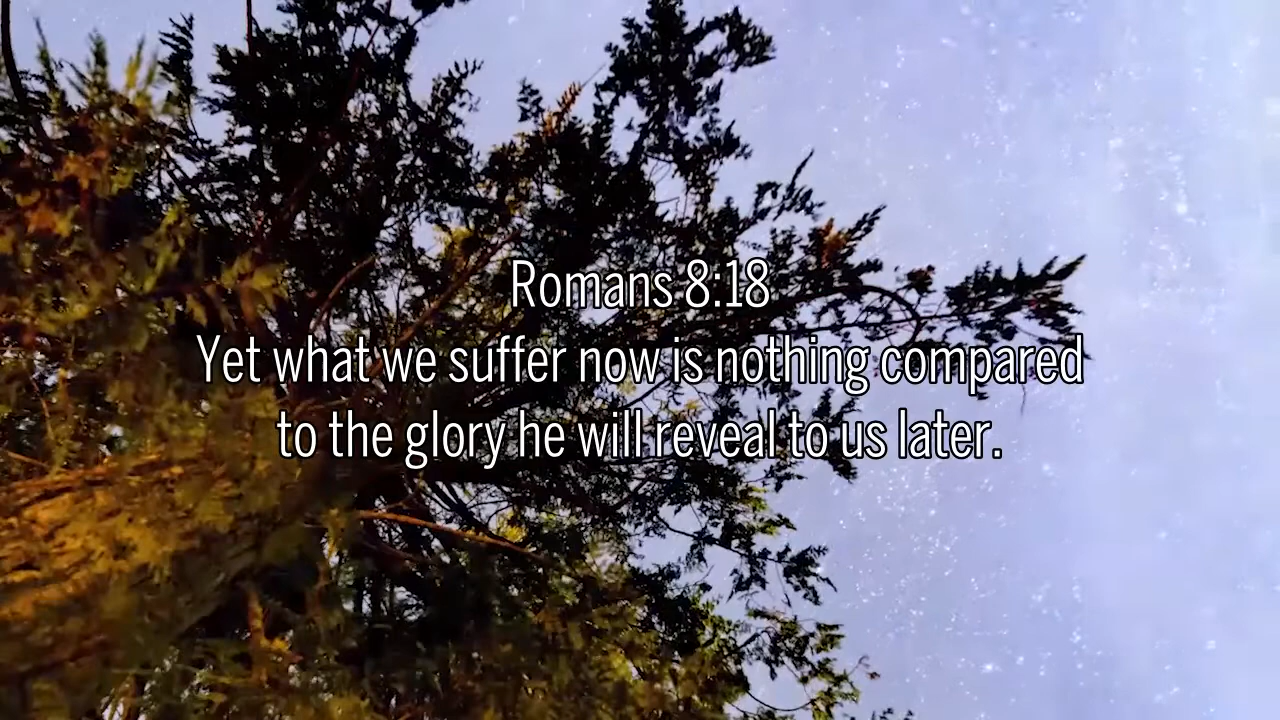 Romans 8:18
Yet what we suffer now is nothing compared
to the glory he will reveal to us later.